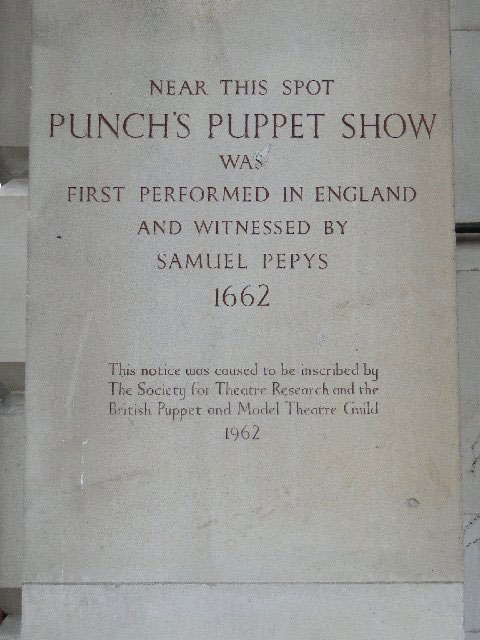 NEAR THIS SPOT
PUNCH'S PUPPET SHOW
WAS
FIRST PERFORMED IN ENGLAND
AND WITNESSED BY
SAMUEL PEPYS
1662
This notice was caused to be inscribed by
The Society for Theatre Research and the
British Puppet and Model Theatre Guild
1962